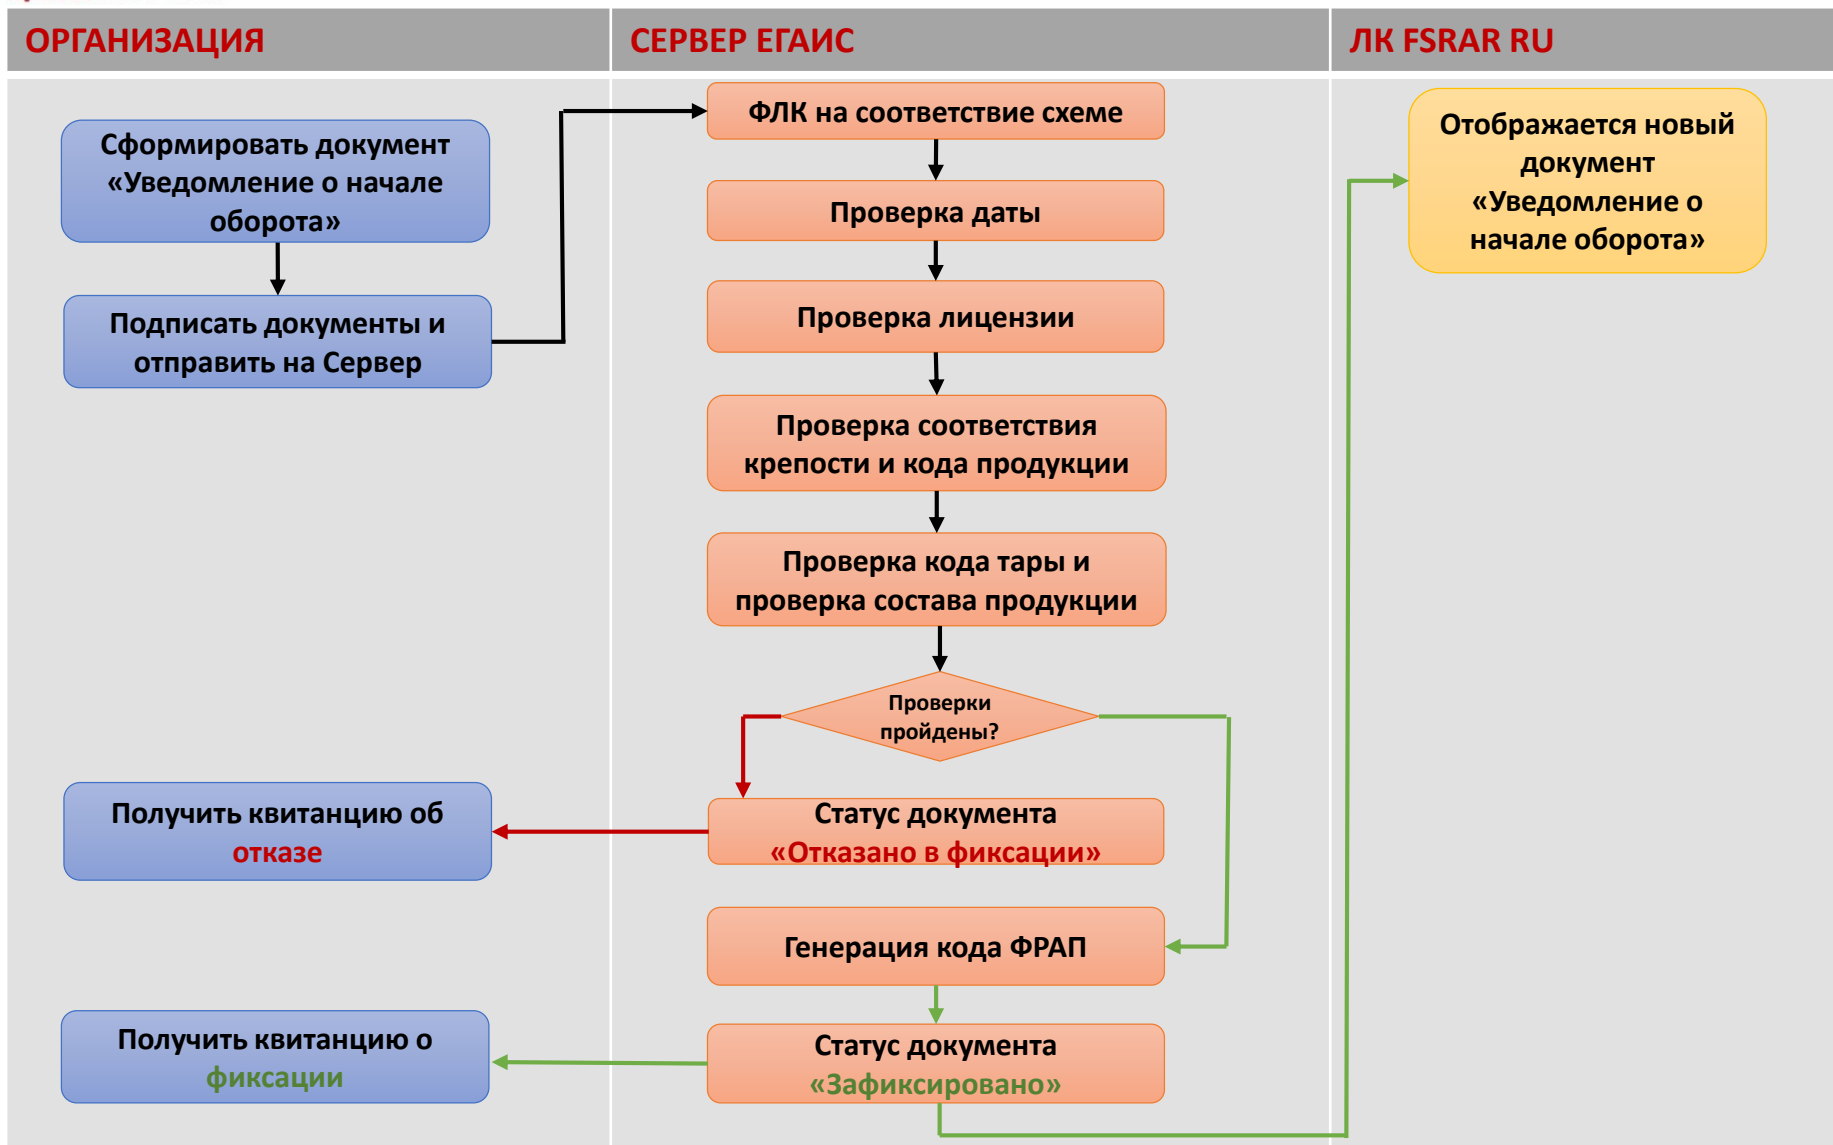 ОРГАНИЗАЦИЯ
СЕРВЕР ЕГАИС
ЛК FSRAR RU
Сформировать документ
«Уведомление о начале
оборота»
Подписать документы и
отправить на Сервер
ФЛК на соответствие схеме
Проверка даты
Проверка лицензии
Проверка соответствия
крепости и кода продукции
Проверка кода тары и
проверка состава продукции
Проверки
пройдены?
Статус документа
«Отказано в фиксации»
Получить квитанцию об
отказе
Генерация кода ФРАП
Статус документа
«Зафиксировано»
Получить квитанцию о
фиксации
Отображается новый
документ
«Уведомление о
начале оборота»